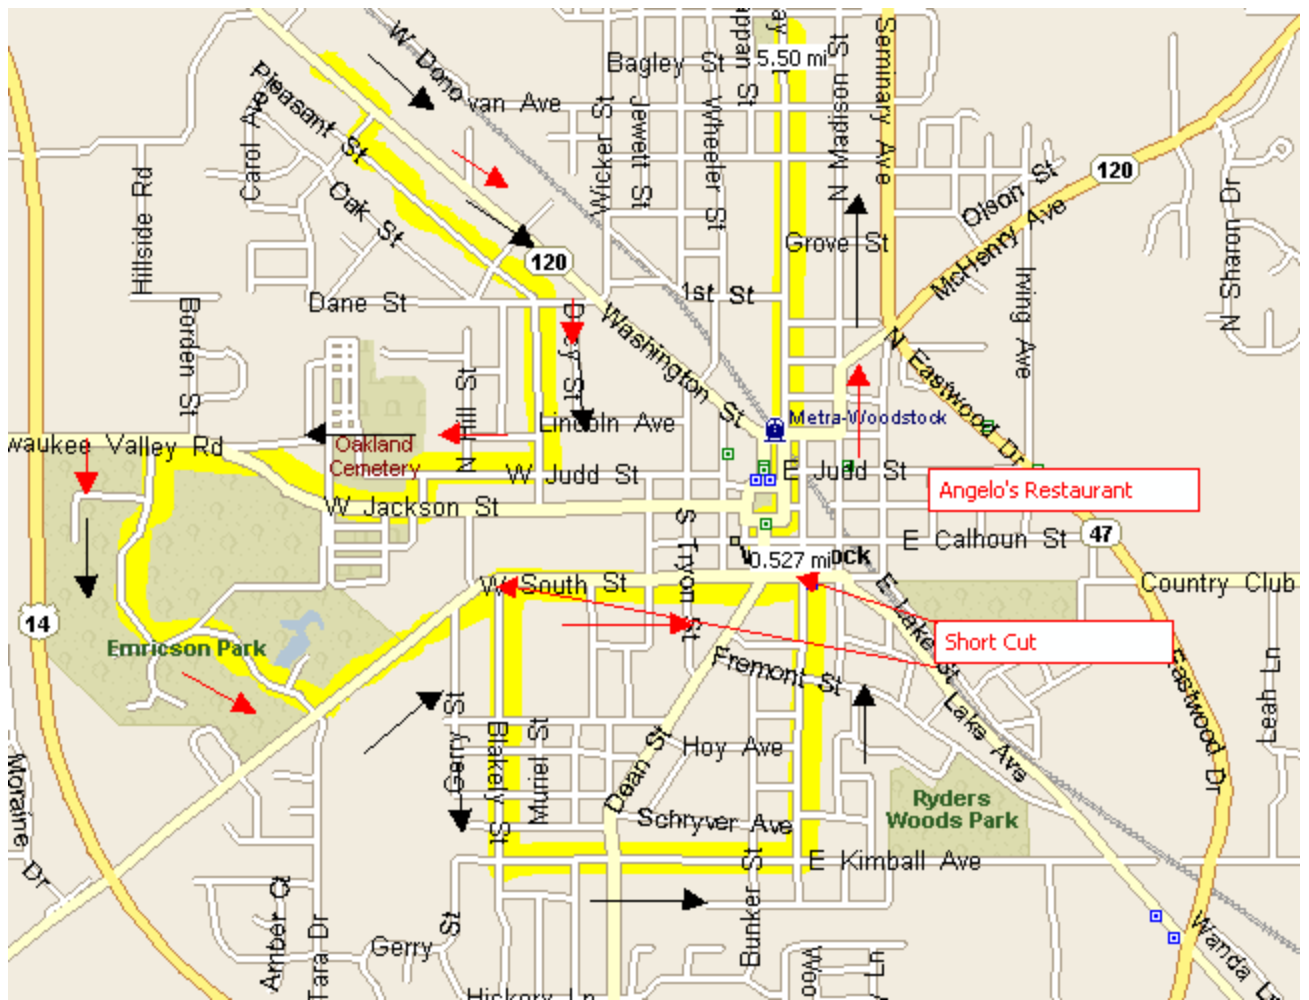 W Donovan Ave
Bagley St
5.50 mi
N Madison St
Seminary Ave
Pleasant St
Carol Ave
Wicker St
Jewett St
Wheeler St
120
Olson St
McHenry Ave
N Sharon Dr
Hillside Rd
Oak St
Grove St
120
Irving Ave
Dane St
1st St
Borden St
Day St
Washington St
N Eastwood Dr
N Hill St
Lincoln Ave
Metra-Woodstock
waukee Valley Rd
Oakland
Cemetery
W Judd St
E Judd St
Angelo's Restaurant
W Jackson St
S Tryon St
E Calhoun St
47
0.527 mi
ock
W South St
Country Club
14
E Lake St
Short Cut
Emricson Park
Fremont St
Lake Ave
Eastwood Dr
Leah Ln
Gerry St
Blakely St
Muriel St
Dean St
Hoy Ave
Moraine Dr
Ryders
Woods Park
Schryver Ave
E Kimball Ave
Bunker St
Amber Ct
Tara Dr
Gerry St
Woo
Ln
Wanda Ln
Hickory Ln